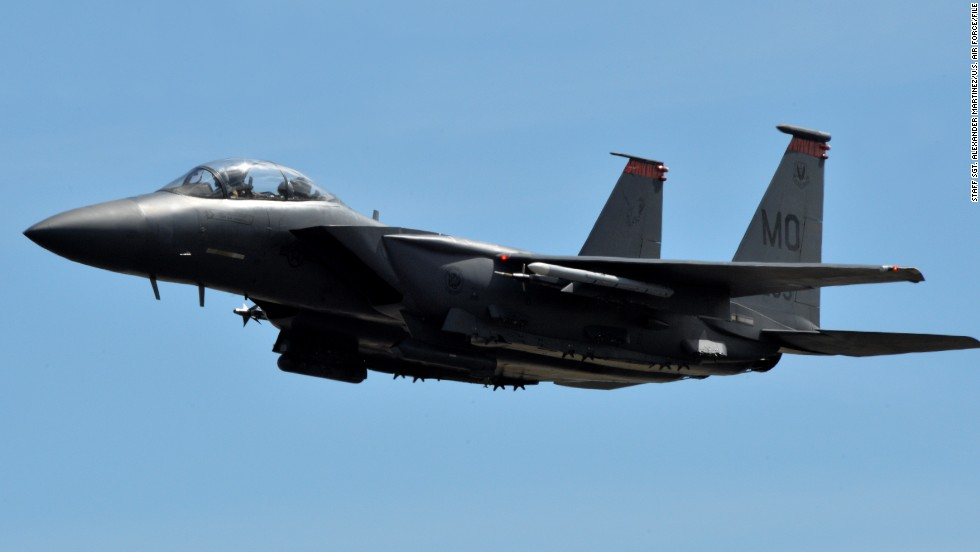 MO
STAFF SGT. ALEXANDER MARTINEZ/U.S. AIR FORCE/FILE